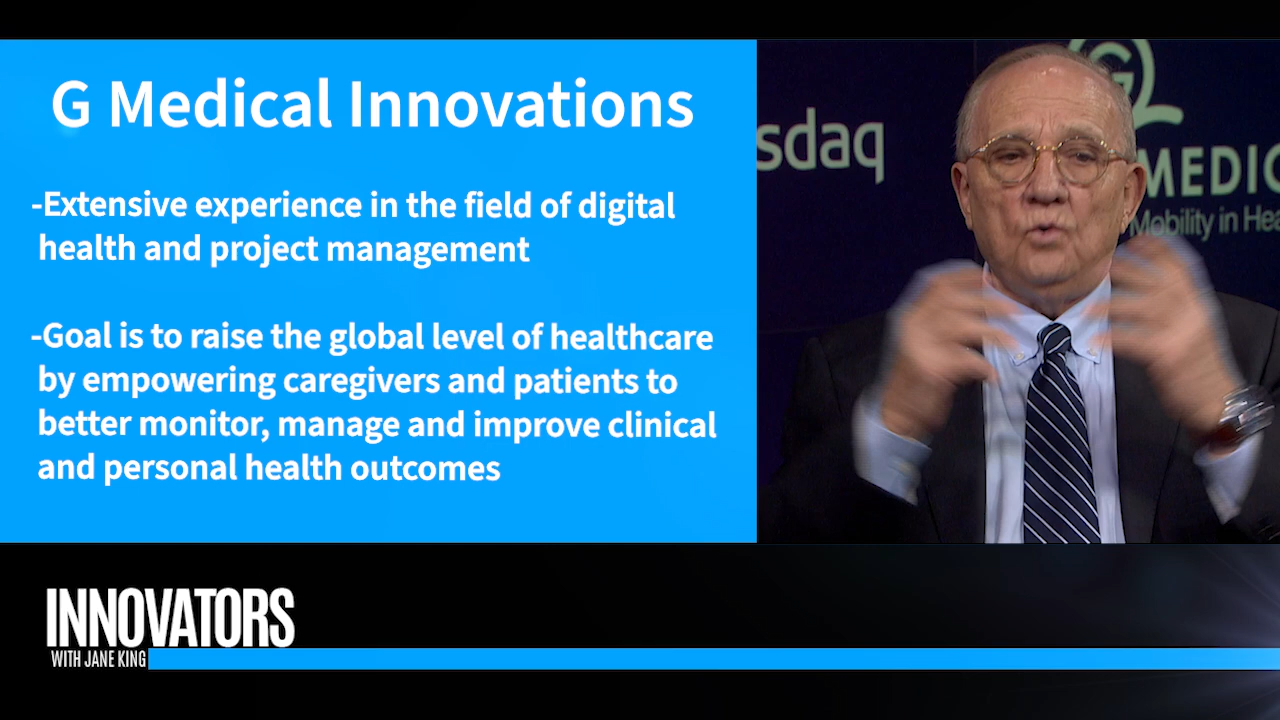 G Medical Innovations
-Extensive experience in the field of digital
health and project management
-Goal is to raise the global level of healthcare
by empowering caregivers and patients to
better monitor, manage and improve clinical
and personal health outcomes
sdaq
G
MEDIC
Mobility in Hea
INNOVATORS
WITH JANE KING